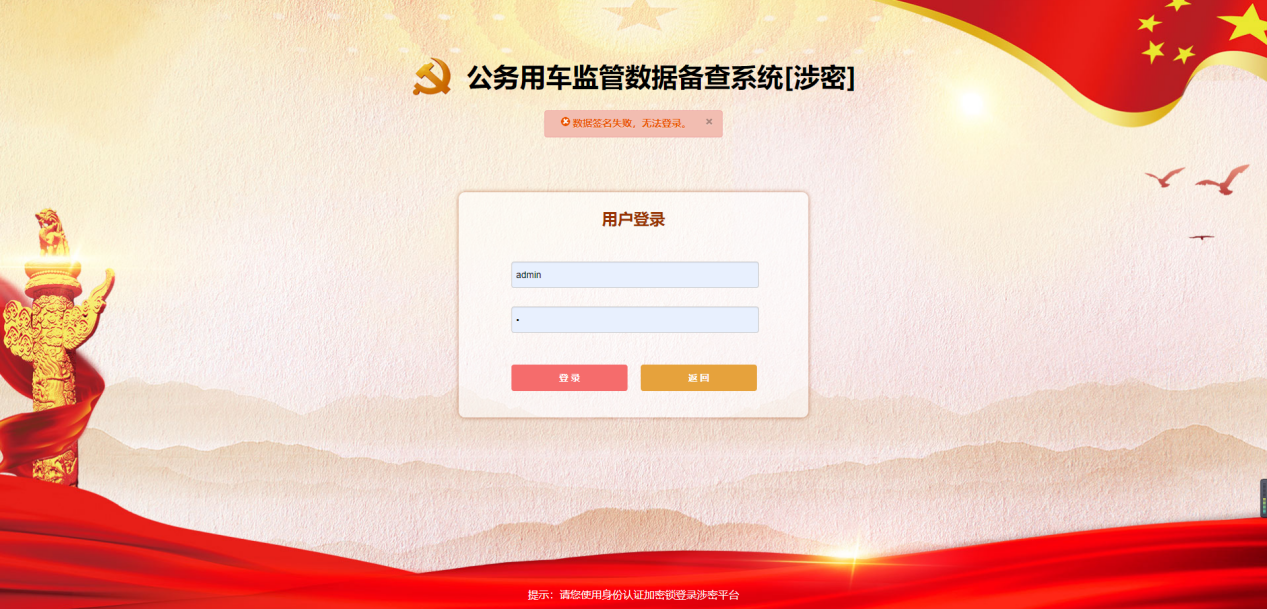 公务用车监管数据备查系统[涉密]
数据签名失败，无法登录。 ×
用户登录
admin
登 录 返 回
提示：请您使用身份认证加密锁登录涉密平台